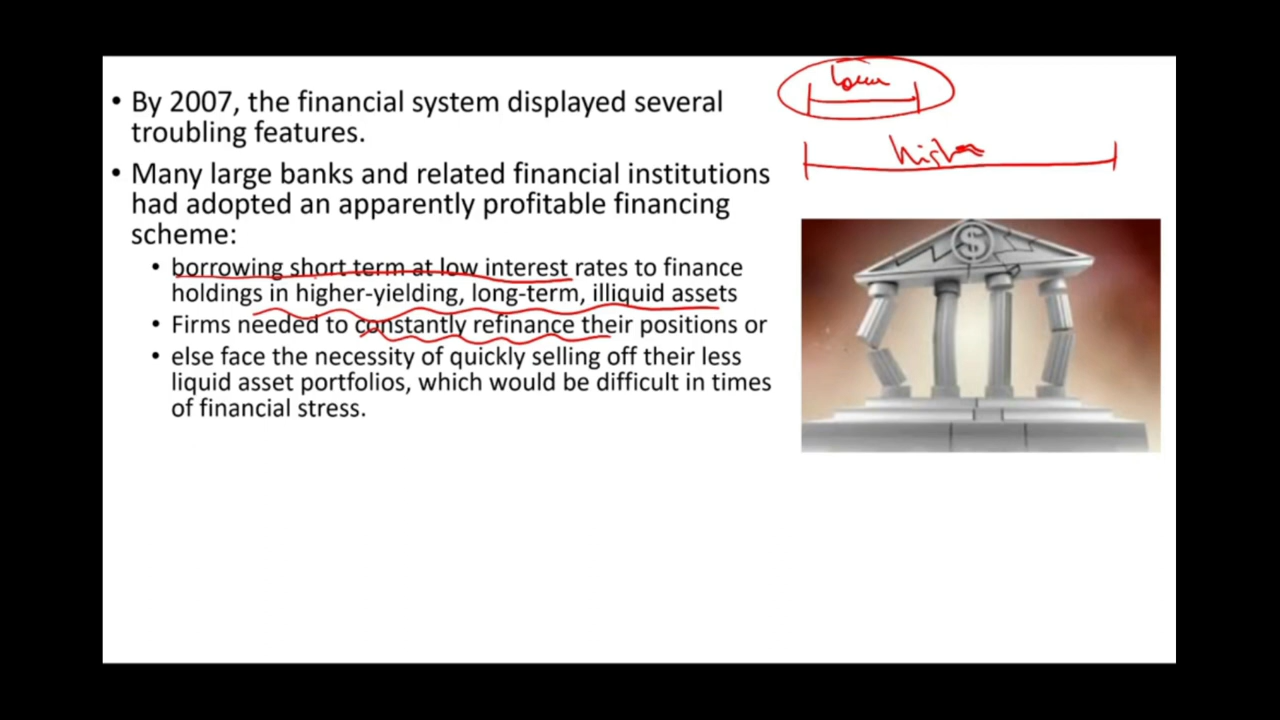 • By 2007, the financial system displayed several
troubling features.
• Many large banks and related financial institutions
had adopted an apparently profitable financing
scheme:
• borrowing short term at low interest rates to finance
holdings in higher-yielding, long-term, illiquid assets
• Firms needed to constantly refinance their positions or
• else face the necessity of quickly selling off their less
liquid asset portfolios, which would be difficult in times
of financial stress.
higher
$